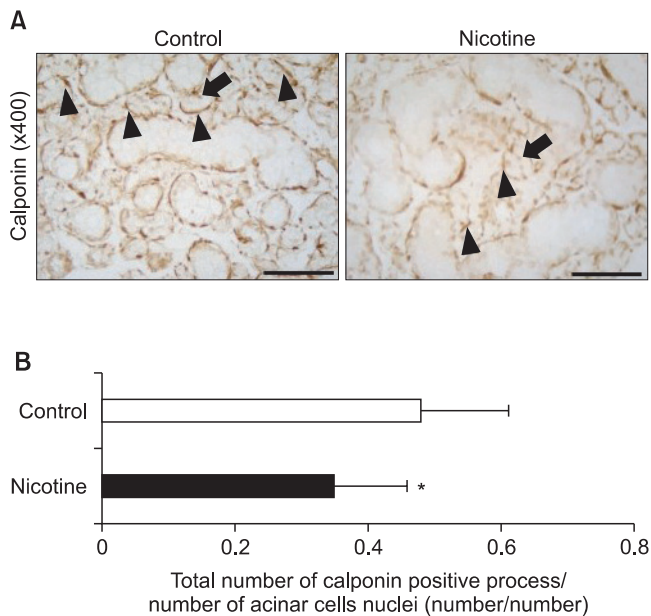 A
Control
Nicotine
Calponin (x400)
B
Control
Nicotine
*
0
0.2
0.4
0.6
0.8
Total number of calponin positive process/
number of acinar cells nuclei (number/number)